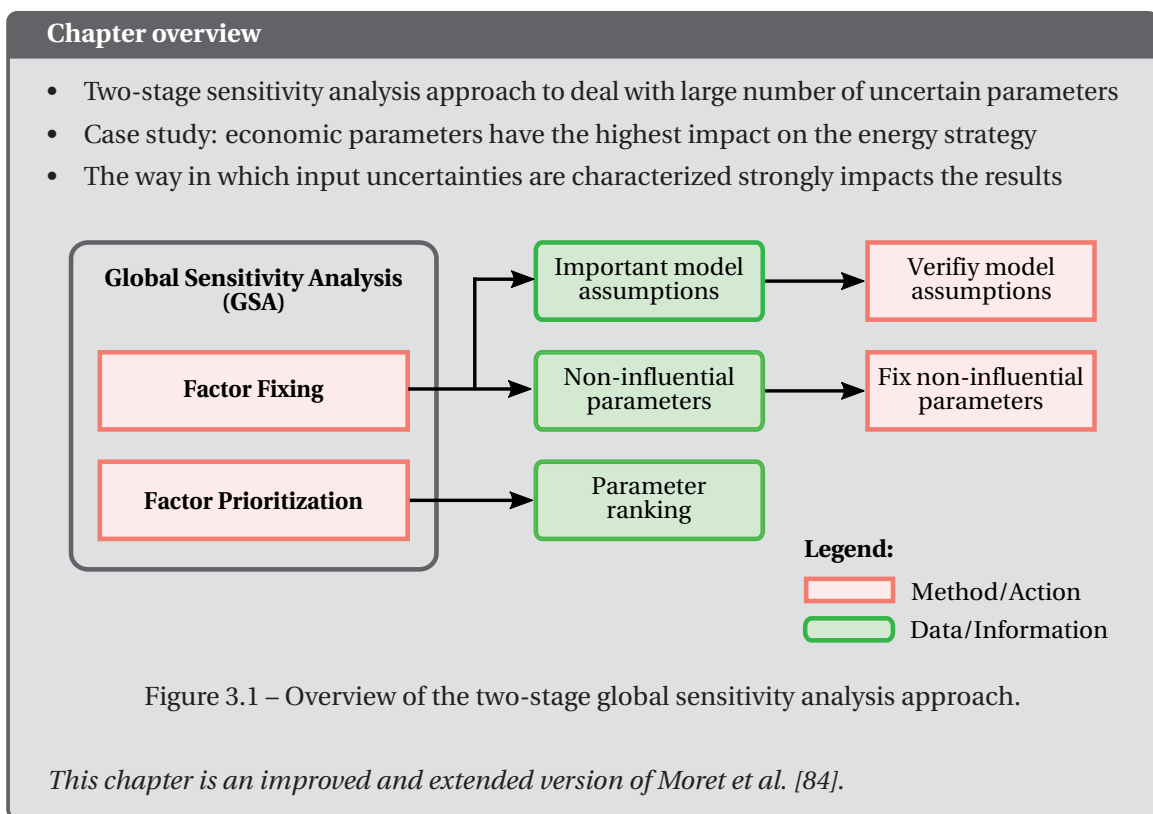 Chapter overview
• Two-stage sensitivity analysis approach to deal with large number of uncertain parameters
• Case study: economic parameters have the highest impact on the energy strategy
• The way in which input uncertainties are characterized strongly impacts the results
Global Sensitivity Analysis
(GSA)
Factor Fixing
Factor Prioritization
Important model
assumptions
Non-influential
parameters
Parameter
ranking
Verifiy model
assumptions
Fix non-influential
parameters
Legend:
Method/Action
Data/Information
Figure 3.1 – Overview of the two-stage global sensitivity analysis approach.
This chapter is an improved and extended version of Moret et al. [84].